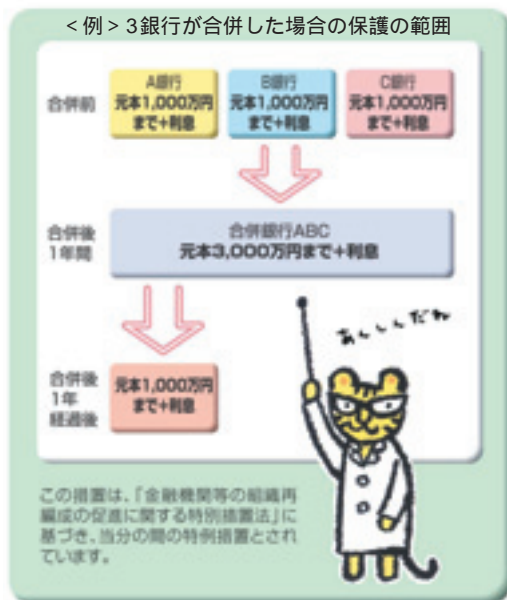 ＜例＞3銀行が合併した場合の保護の範囲
合併前
A銀行
元本1,000万円
まで+利息
B銀行
元本1,000万円
まで+利息
C銀行
元本1,000万円
まで+利息
合併後
1年間
合併銀行ABC
元本3,000万円まで+利息
合併後
1年
経過後
元本1,000万円
まで+利息
あんしんだね
この措置は、「金融機関等の組織再
編成の促進に関する特別措置法」に
基づき、当分の間の特例措置とされ
ています。